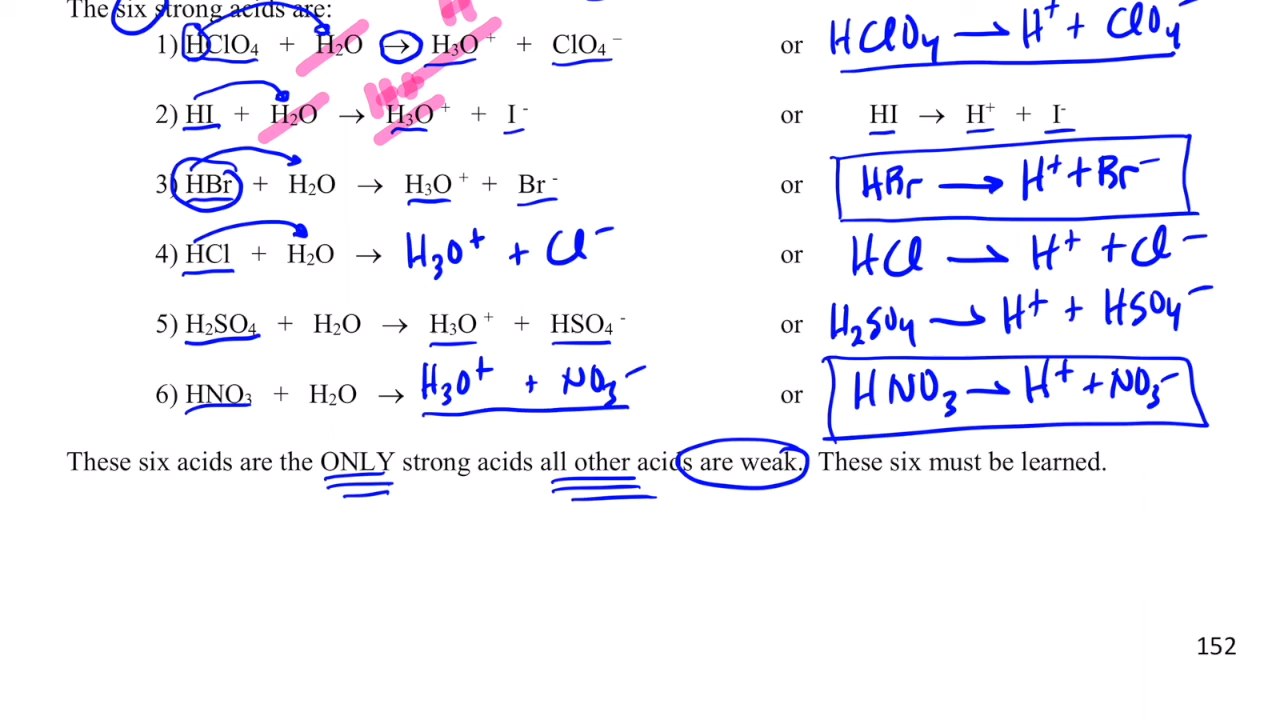 The six strong acids are:
H
1) HClO₄ + H₂O → H₃O⁺ + ClO₄⁻ or HClO₄ → H⁺ + ClO₄⁻
H⁺
2) HI + H₂O → H₃O⁺ + I⁻ or HI → H⁺ + I⁻
3) HBr + H₂O → H₃O⁺ + Br⁻ or HBr → H⁺ + Br⁻
4) HCl + H₂O → H₃O⁺ + Cl⁻ or HCl → H⁺ + Cl⁻
5) H₂SO₄ + H₂O → H₃O⁺ + HSO₄⁻ or H₂SO₄ → H⁺ + HSO₄⁻
6) HNO₃ + H₂O → H₃O⁺ + NO₃⁻ or HNO₃ → H⁺ + NO₃⁻
These six acids are the ONLY strong acids all other acids are weak. These six must be learned.
152